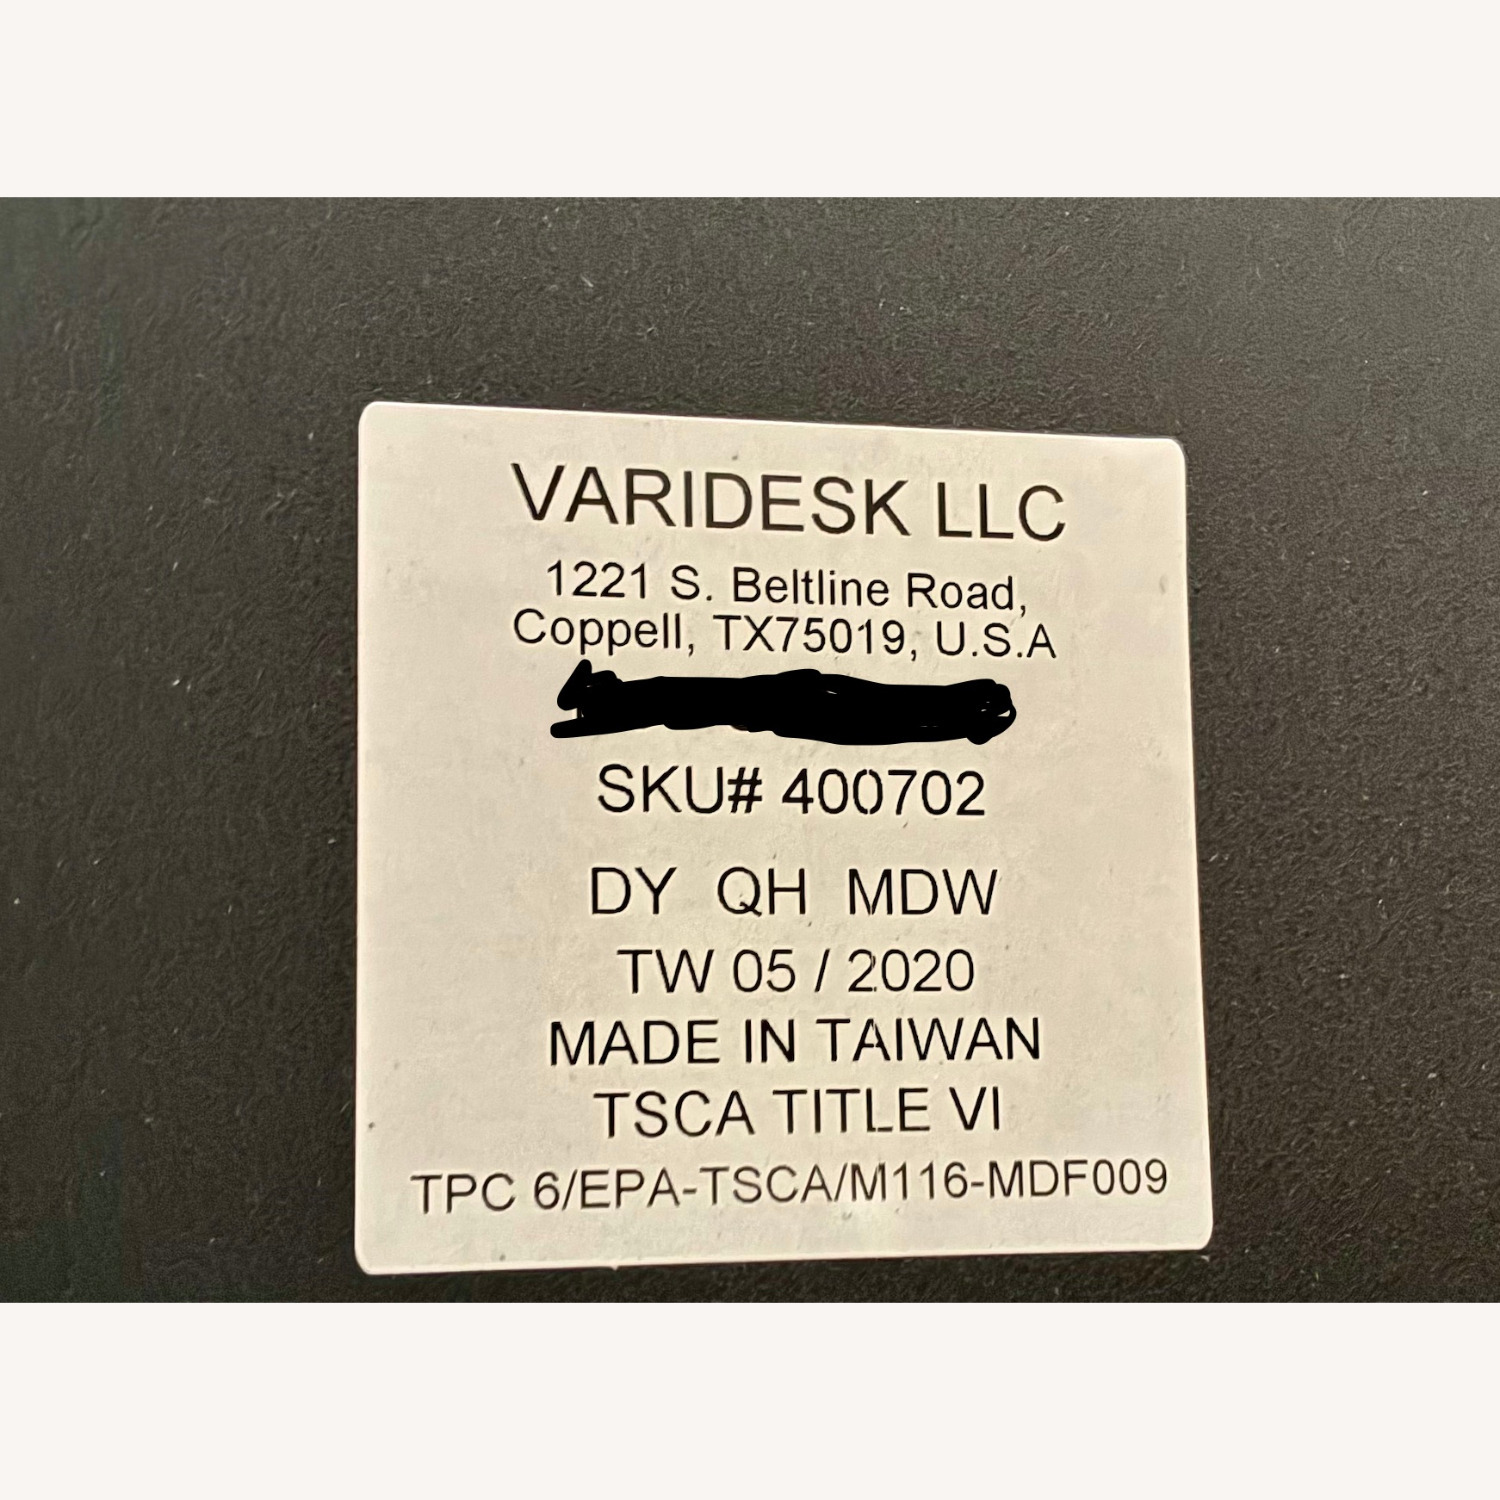 VARIDESK LLC
1221 S. Beltline Road,
Coppell, TX75019, U.S.A
SKU# 400702
DY QH MDW
TW 05 / 2020
MADE IN TAIWAN
TSCA TITLE VI
TPC 6/EPA-TSCA/M116-MDF009